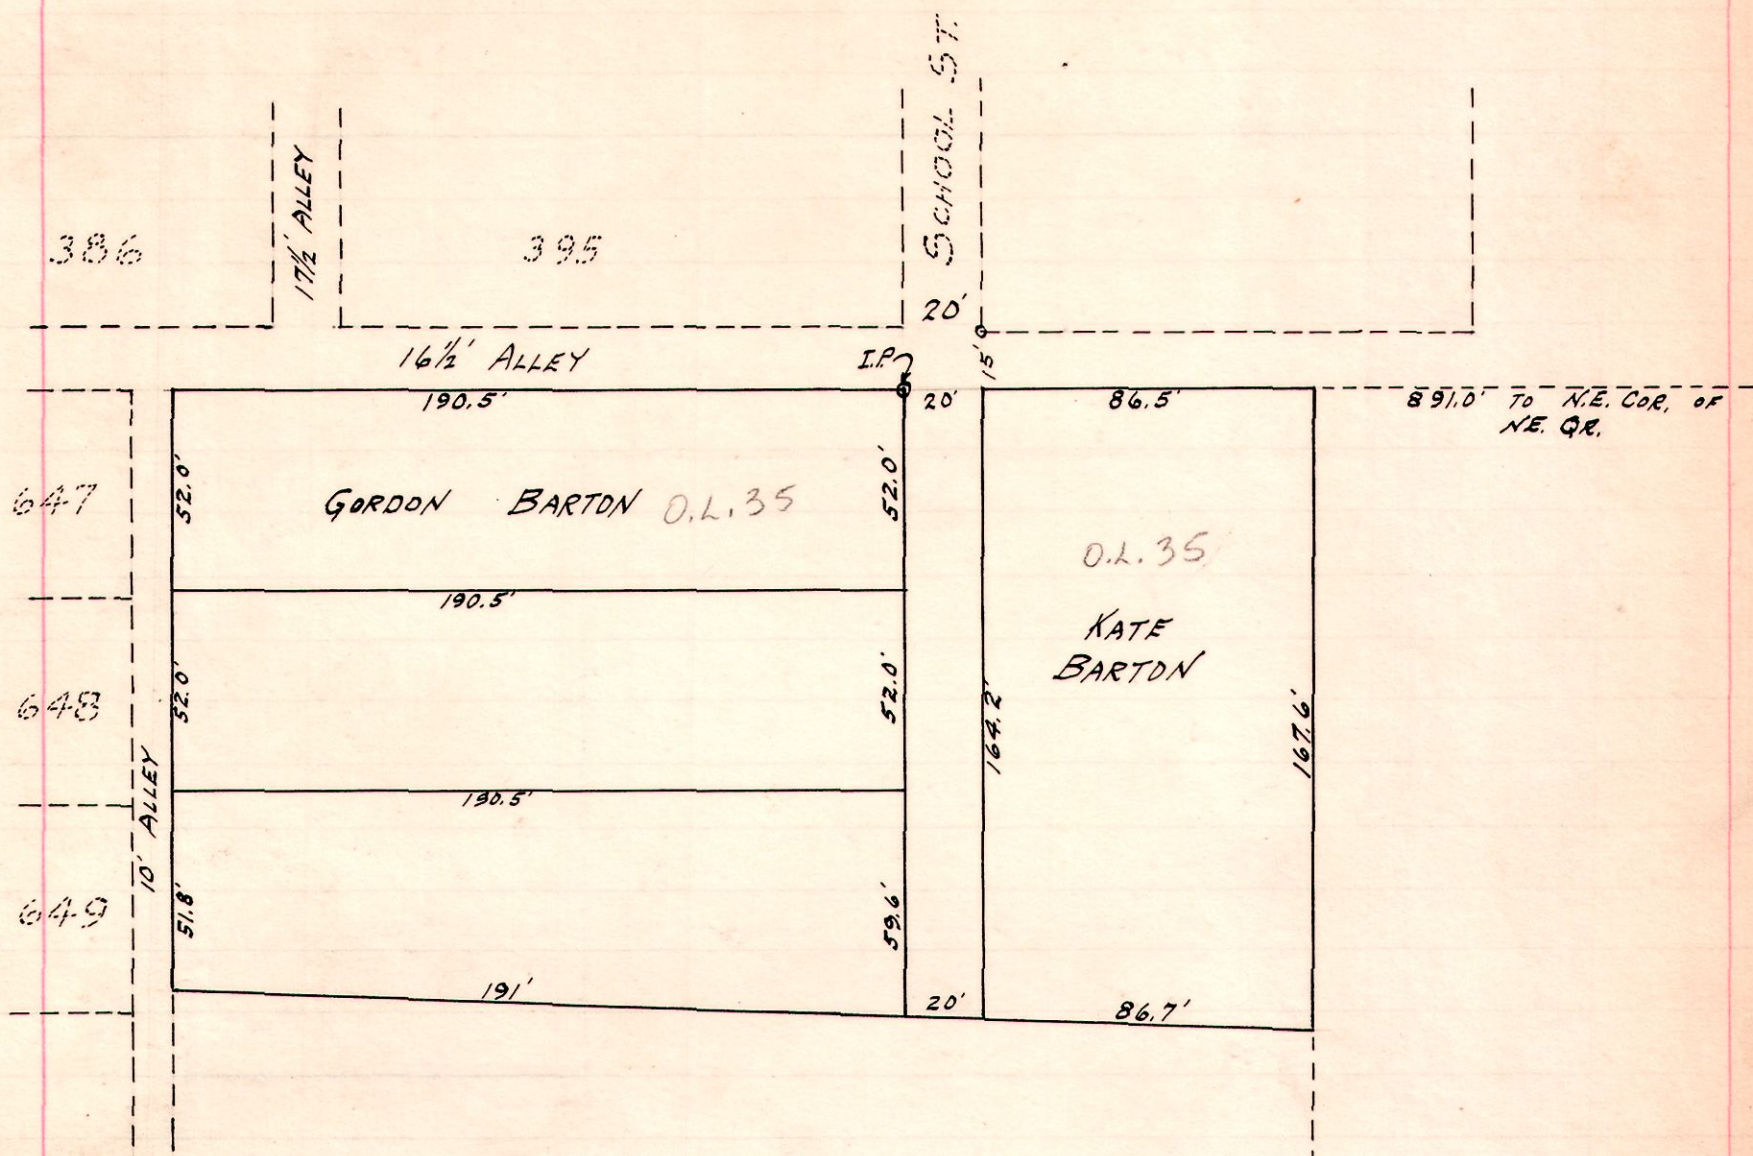 SCHOOL ST.
17½' ALLEY
386
395
20'
16½' ALLEY
I.P.
15'
190.5'
20'
86.5'
891.0' TO N.E. COR. OF
NE. QR.
647
52.0'
GORDON BARTON O.L. 35
52.0'
O.L. 35
KATE
BARTON
190.5'
648
52.0'
52.0'
164.2'
167.6'
190.5'
10' ALLEY
649
51.8'
59.6'
191'
20'
86.7'